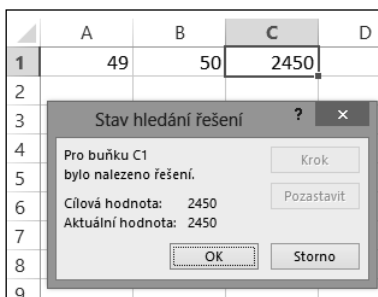 A B C D
1 49 50 2450
2
3
4
5
6
7
8
9
Stav hledání řešení ? ×
Pro buňku C1
bylo nalezeno řešení.
Cílová hodnota: 2450
Aktuální hodnota: 2450
Krok
Pozastavit
OK Storno